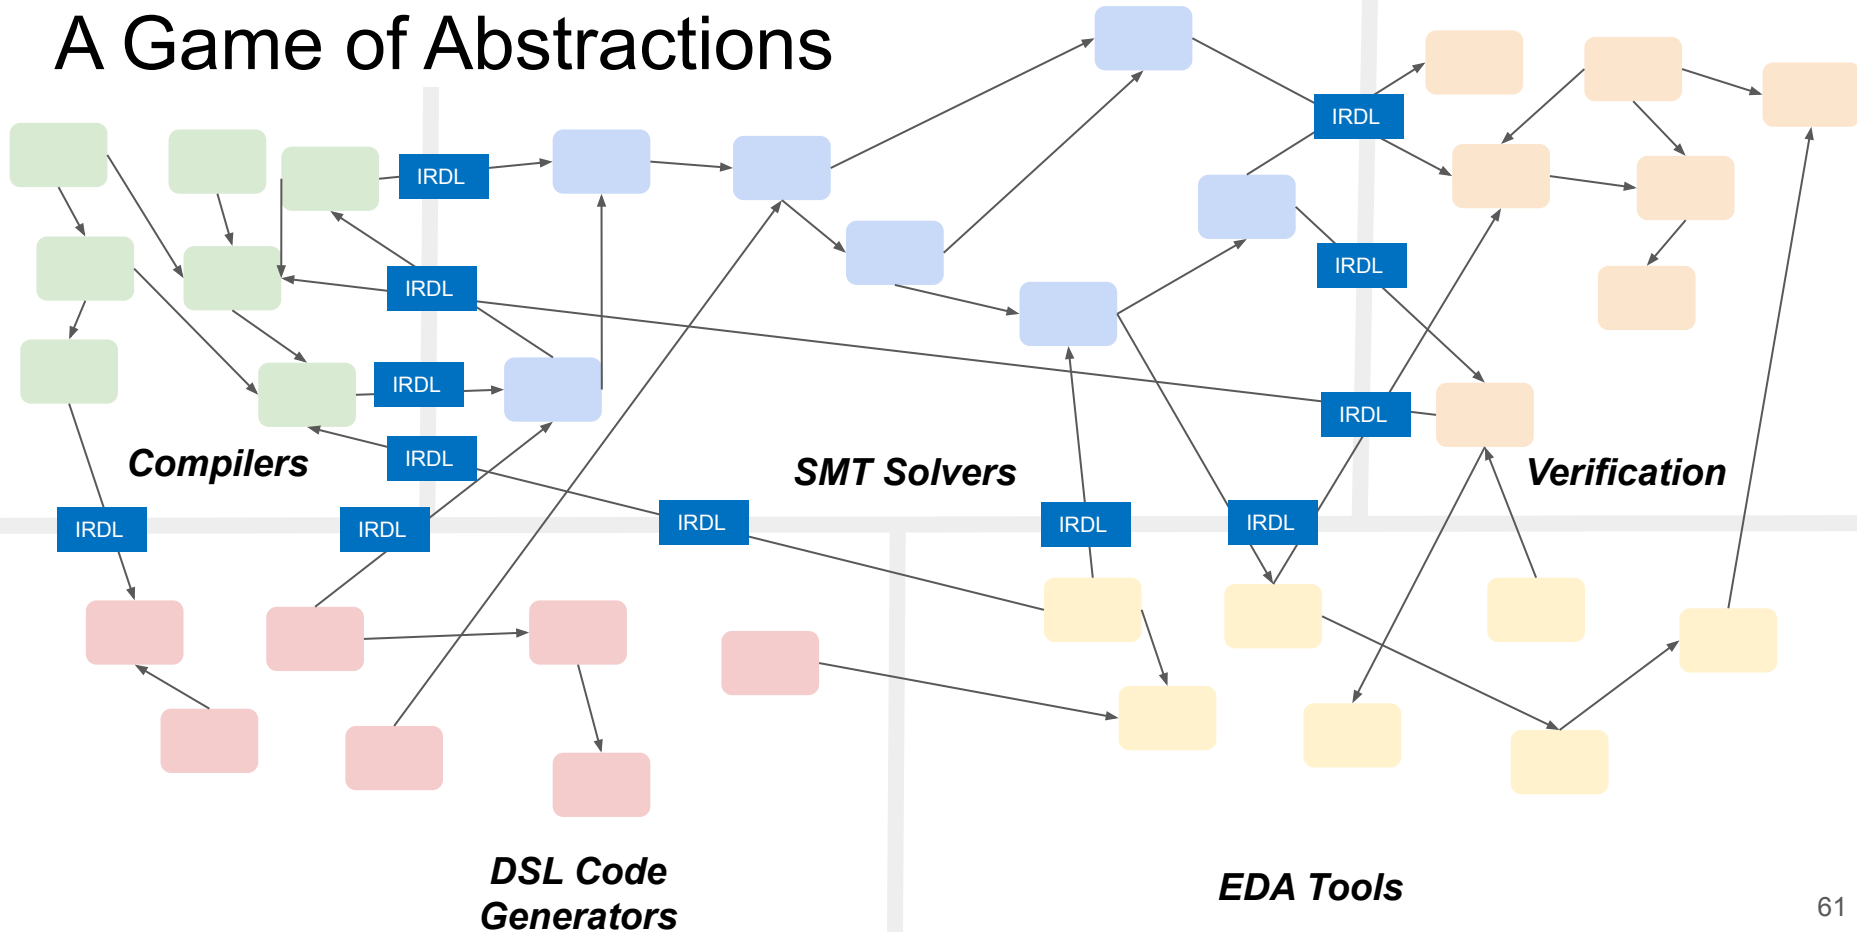 A Game of Abstractions
IRDL
IRDL
IRDL
IRDL
IRDL
IRDL
IRDL
IRDL
Compilers
SMT Solvers
Verification
IRDL
IRDL
IRDL
IRDL
IRDL
DSL Code
Generators
EDA Tools
61